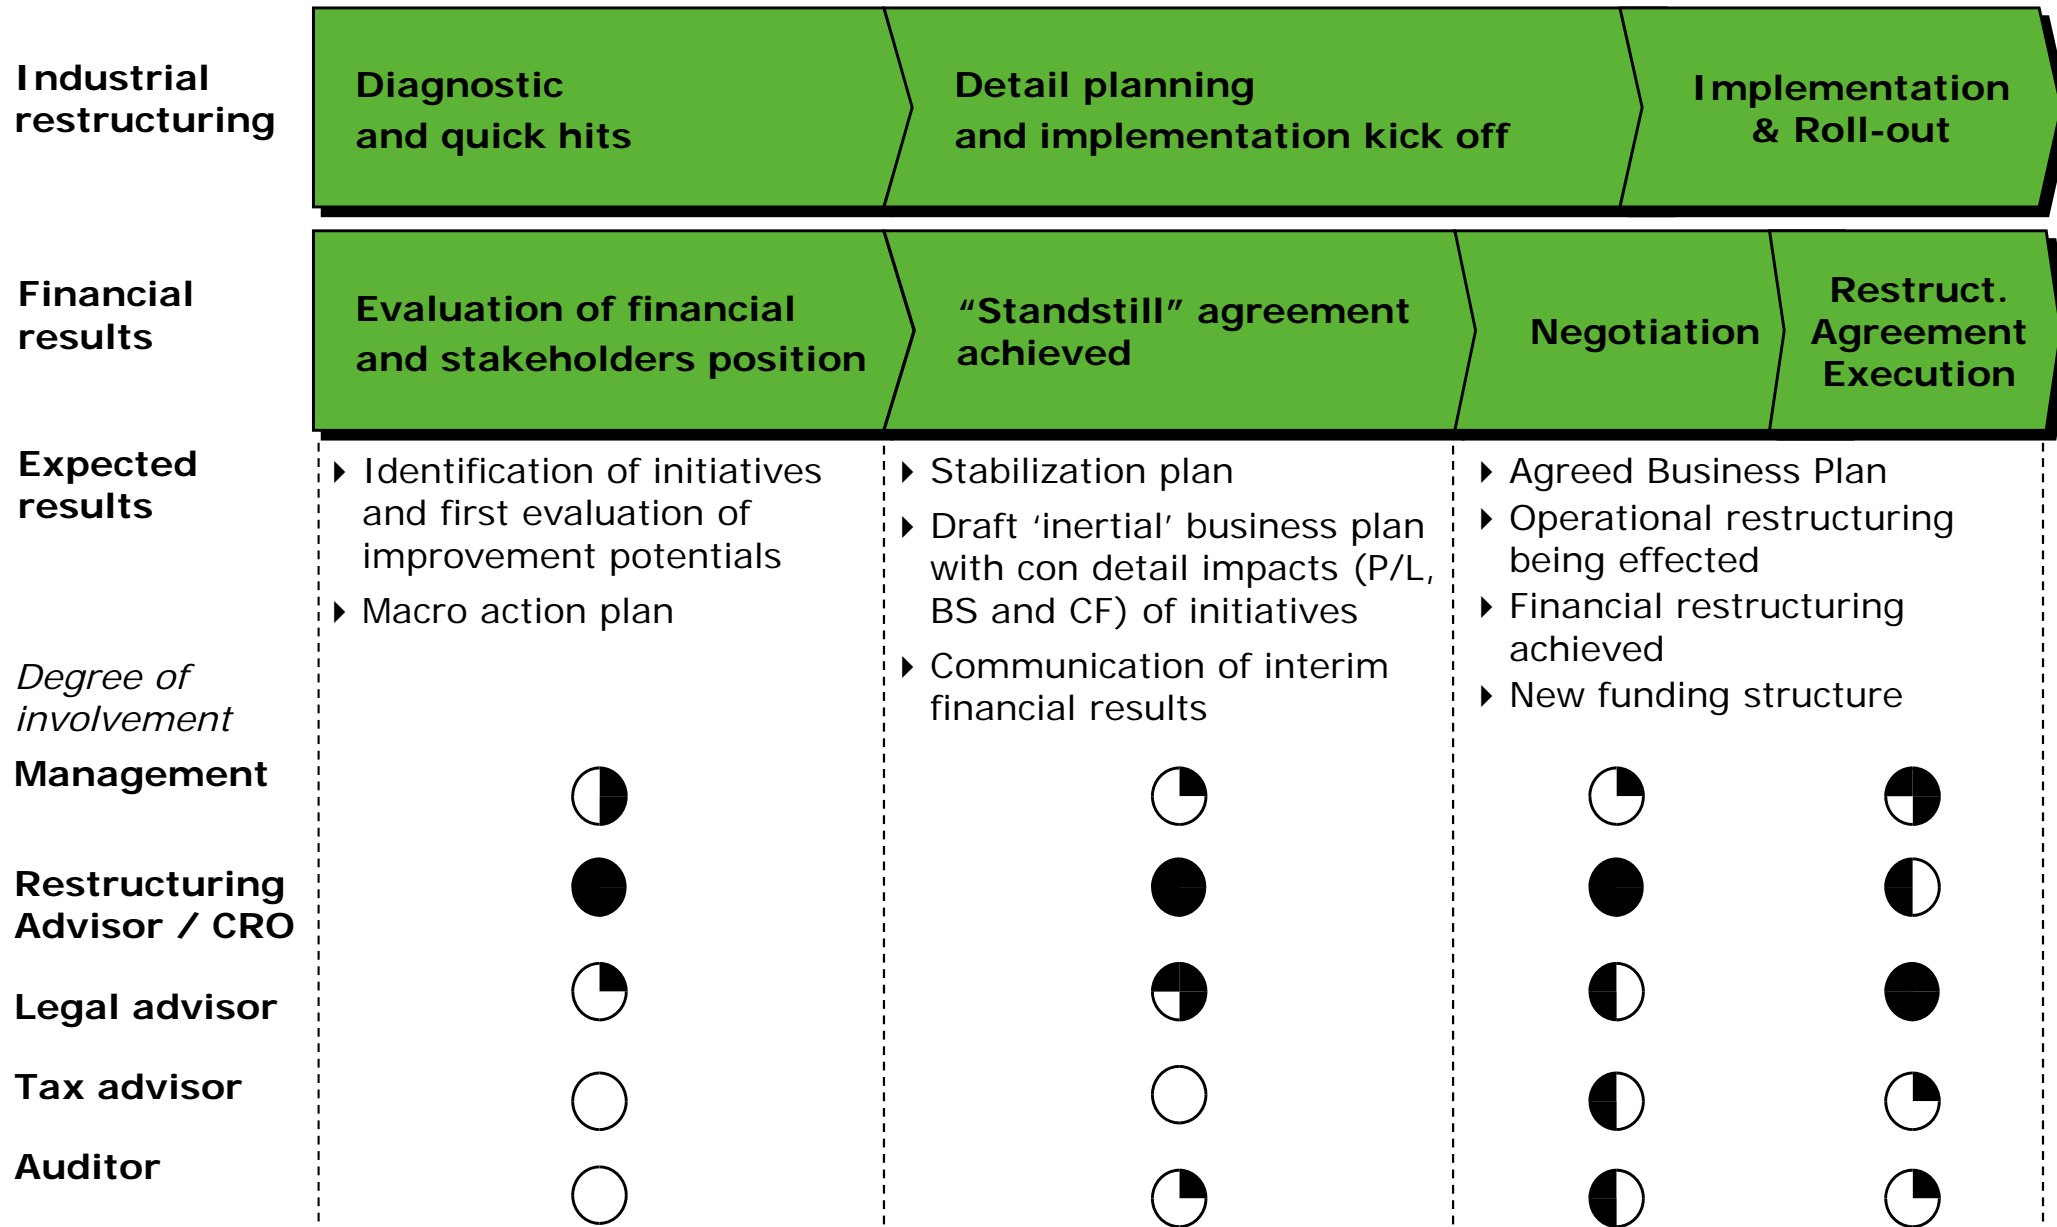 Industrial
restructuring
Diagnostic
and quick hits
Detail planning
and implementation kick off
Implementation
& Roll-out
Financial
results
Evaluation of financial
and stakeholders position
“Standstill” agreement
achieved
Negotiation
Restruct.
Agreement
Execution
Expected
results
Identification of initiatives
and first evaluation of
improvement potentials
Macro action plan
Stabilization plan
Draft ‘inertial’ business plan
with con detail impacts (P/L,
BS and CF) of initiatives
Communication of interim
financial results
Agreed Business Plan
Operational restructuring
being effected
Financial restructuring
achieved
New funding structure
Degree of
involvement
Management
Restructuring
Advisor / CRO
Legal advisor
Tax advisor
Auditor